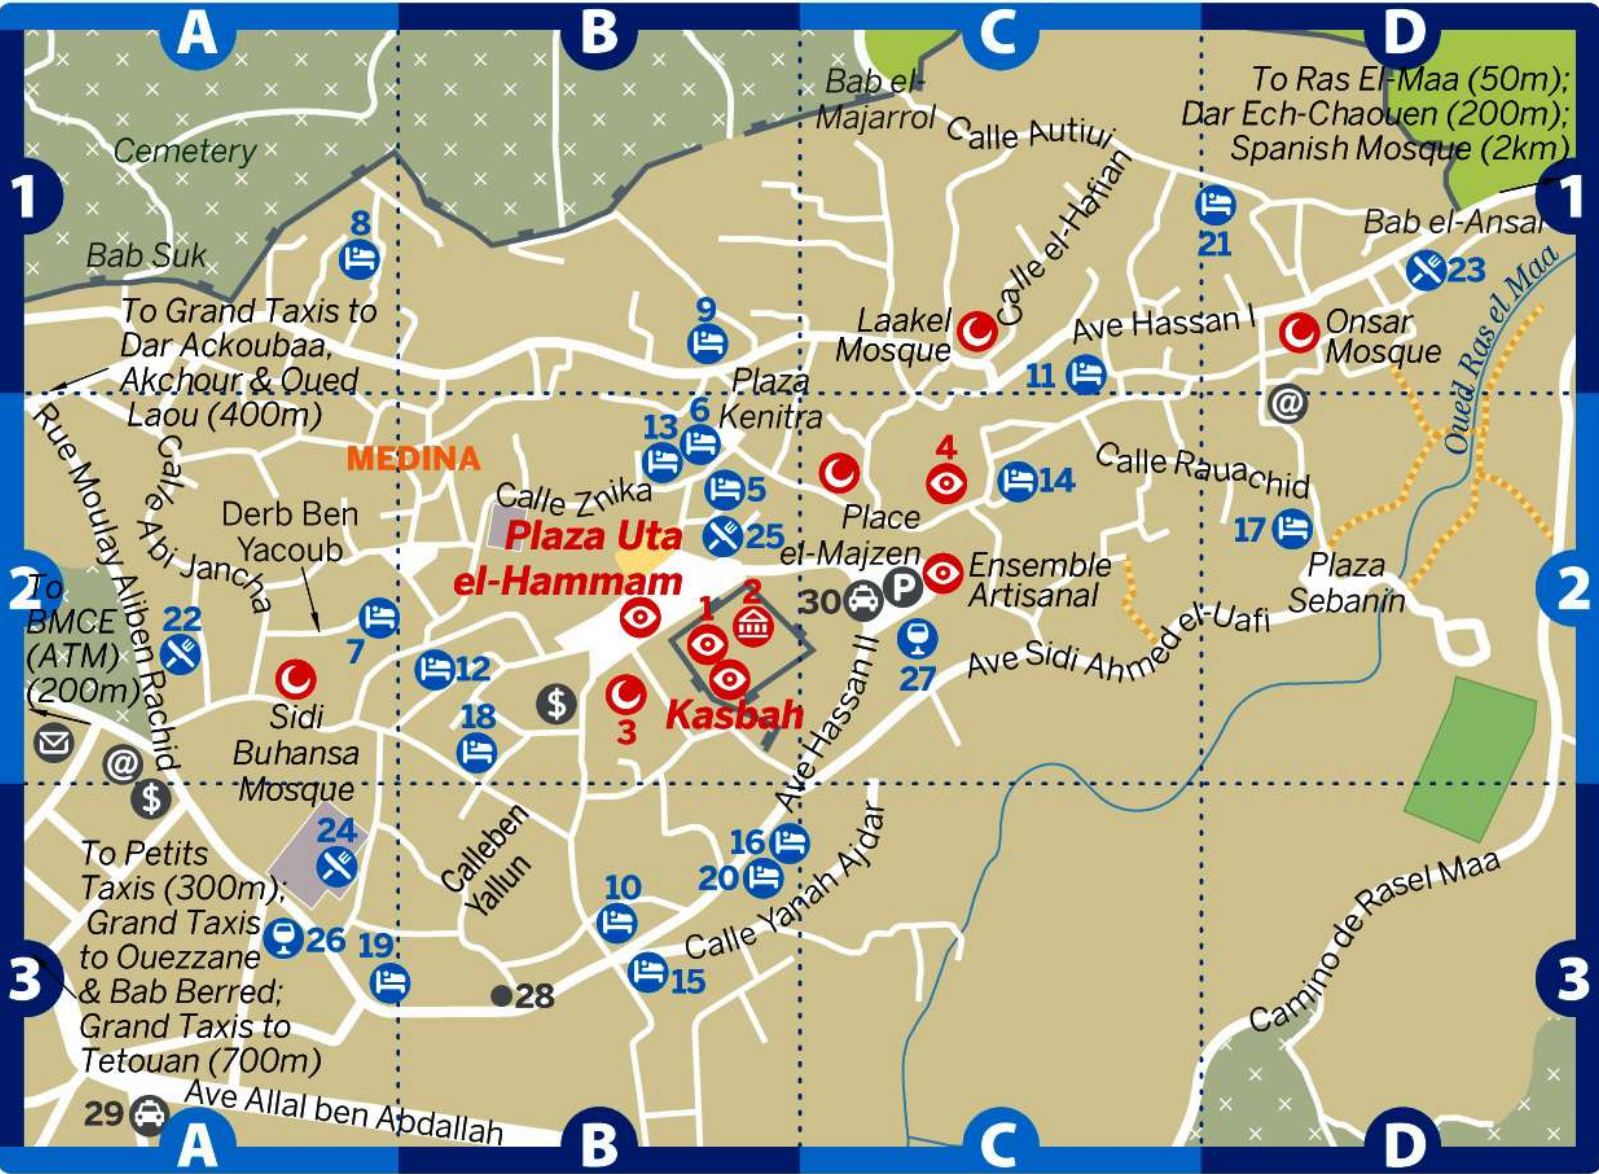 A
B
C
D
Bab el-
Majarrol
Calle Autiui
To Ras El-Maa (50m);
Dar Ech-Chaouen (200m);
Spanish Mosque (2km)
Cemetery
1
1
8
Calle el-Hafian
21
Bab el-Ansar
23
Bab Suk
To Grand Taxis to
Dar Ackoubaa,
Akchour & Oued
Laou (400m)
9
Laakel
Mosque
Ave Hassan I
Onsar
Mosque
Oued Ras el Maa
11
Plaza
Kenitra
@
Rue Moulay Aliben Rachid
Calve Abi Jancha
MEDINA
13
6
4
Calle Znika
5
14
Calle Rauachid
Derb Ben
Yacoub
Plaza Uta
el-Hammam
25
Place
el-Majzen
17
Plaza
Sebanin
2
2
To
BMCE
(ATM)
(200m)
22
7
12
1
2
30
P
Ensemble
Artisanal
27
Ave Sidi Ahmed el-Uafi
Sidi
Buhansa
Mosque
18
$
3
Kasbah
Ave Hassan II
@
$
24
Calleben
Yallun
16
20
10
Calle Yanah Ajdar
15
To Petits
Taxis (300m);
Grand Taxis
to Ouezzane
& Bab Berred;
Grand Taxis to
Tetouan (700m)
26
19
28
Camino de Rasel Maa
3
3
29
Ave Allal ben Abdallah
A
B
C
D